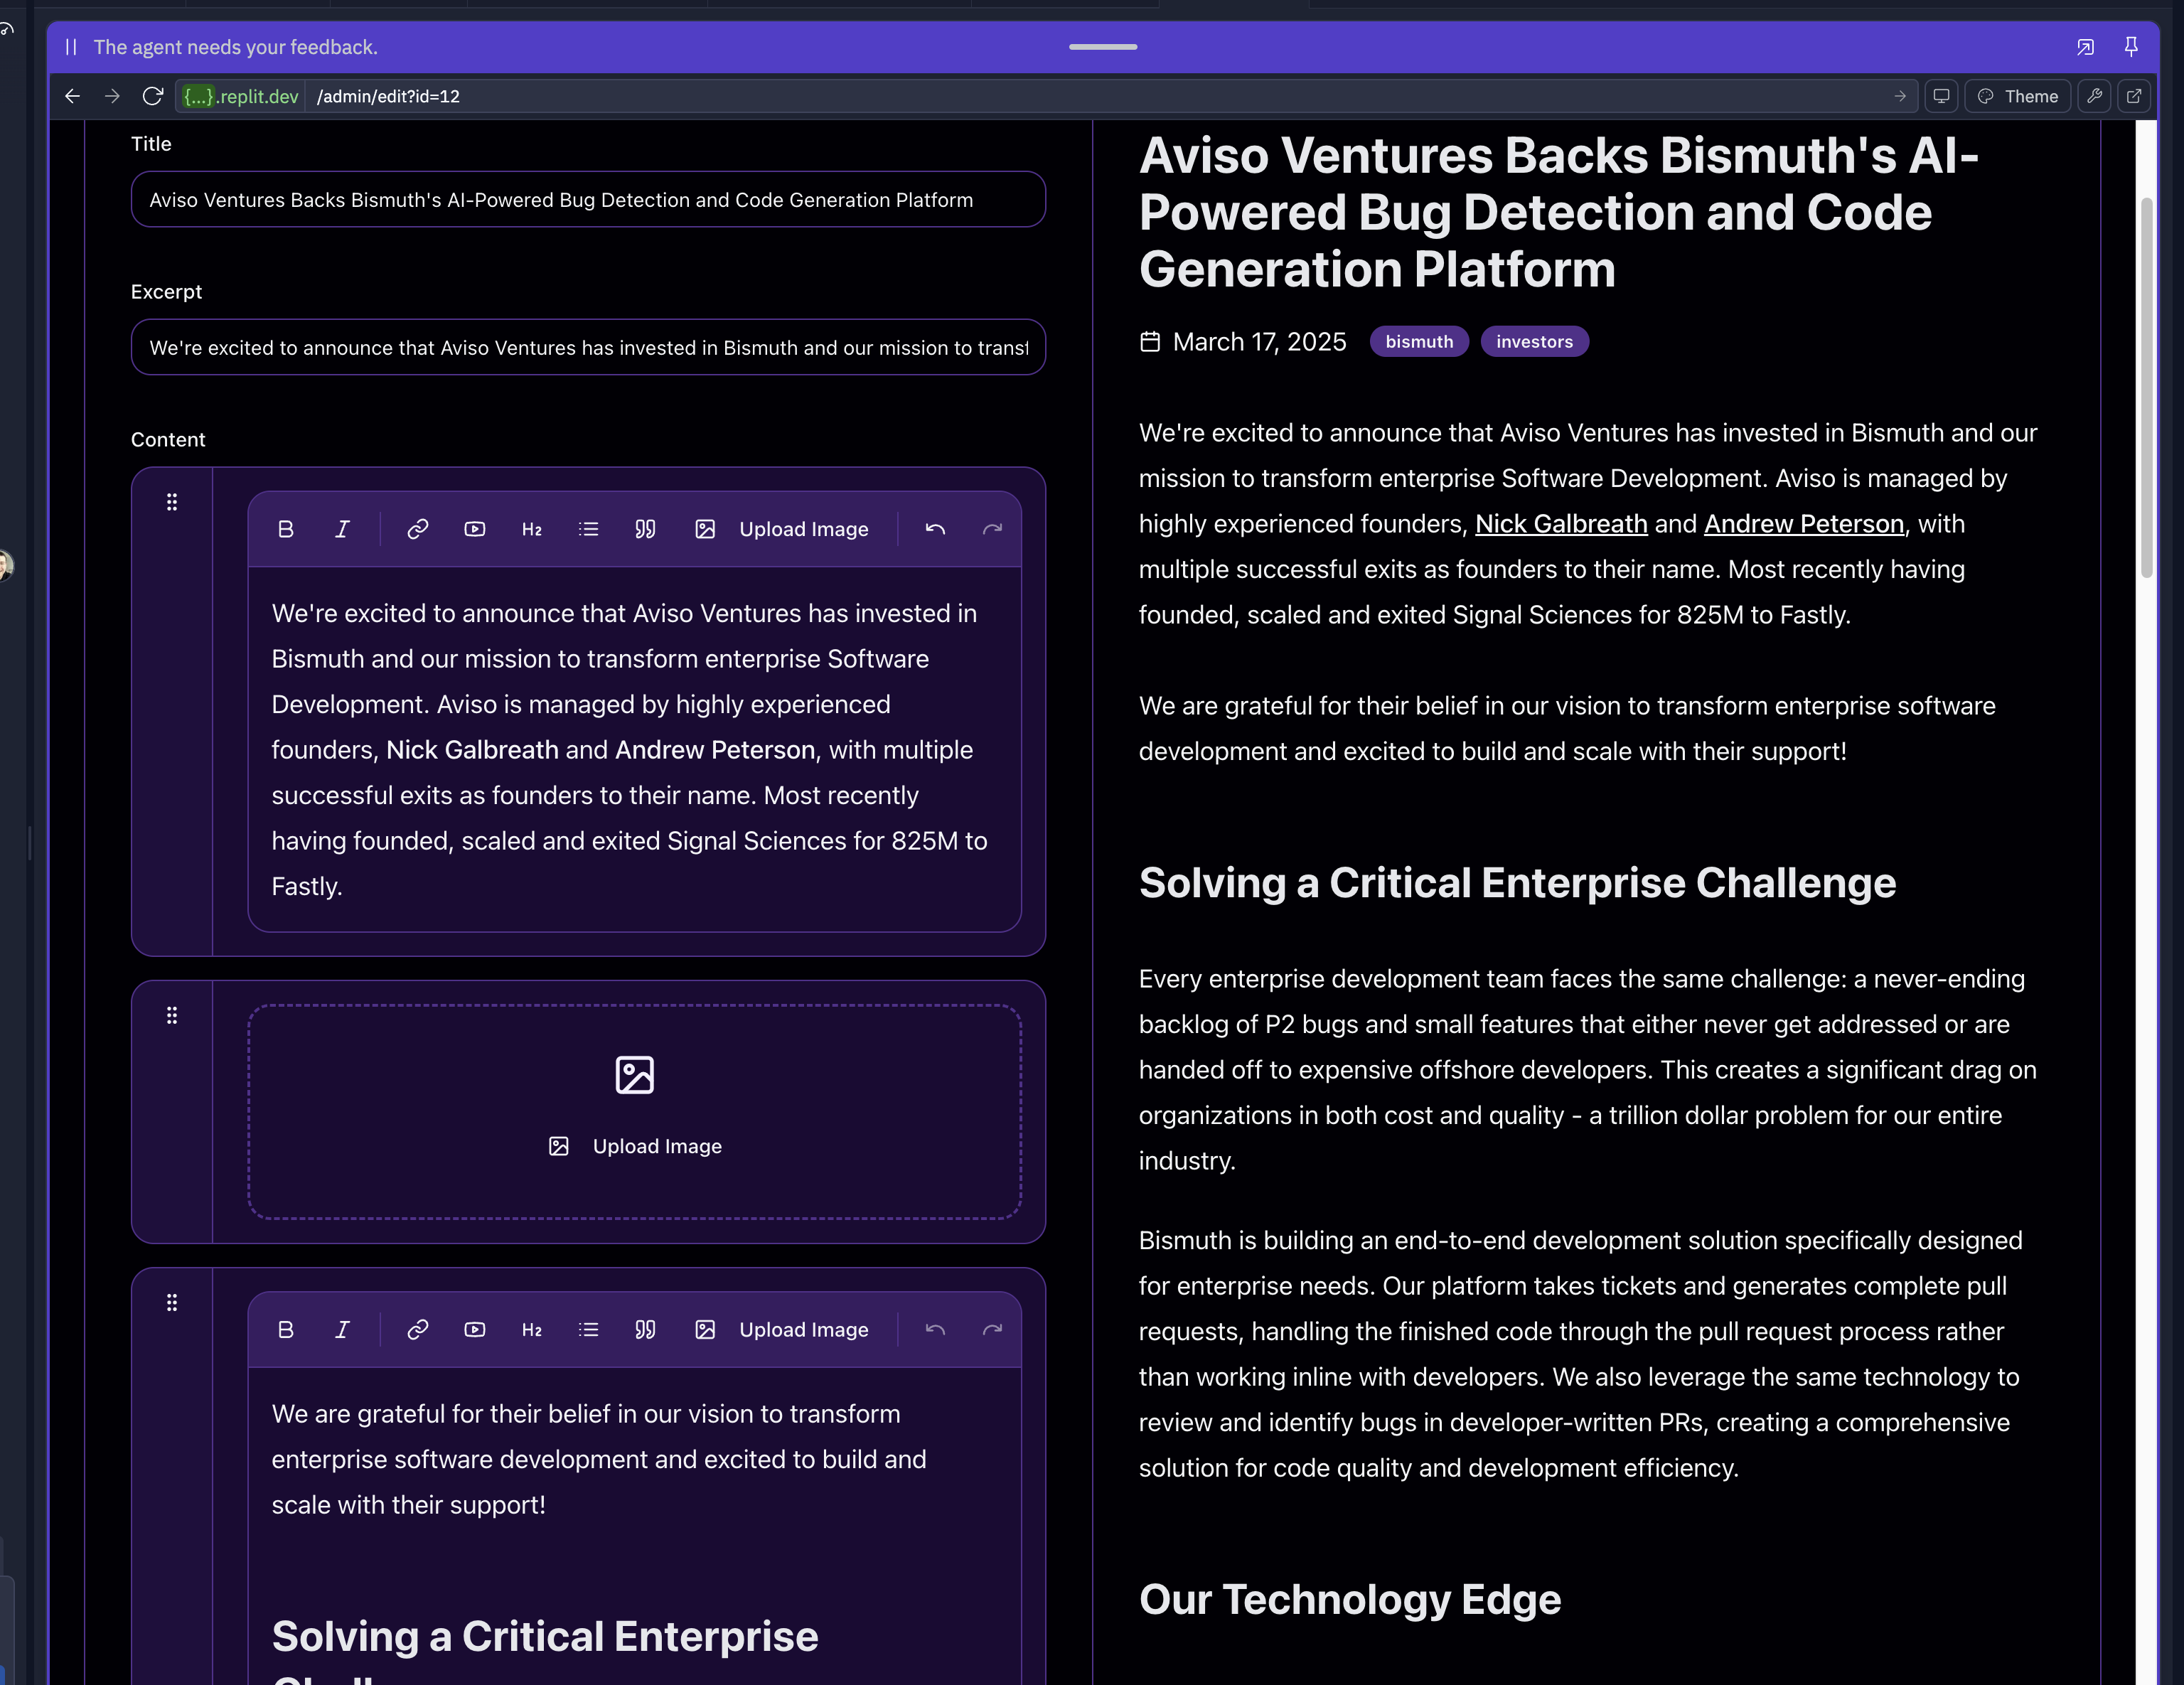 The agent needs your feedback.
{...}.replit.dev /admin/edit?id=12
Theme
Title
Aviso Ventures Backs Bismuth's AI-Powered Bug Detection and Code Generation Platform
Excerpt
We're excited to announce that Aviso Ventures has invested in Bismuth and our mission to transf
Content
B I H2 Upload Image
We're excited to announce that Aviso Ventures has invested in
Bismuth and our mission to transform enterprise Software
Development. Aviso is managed by highly experienced
founders, Nick Galbreath and Andrew Peterson, with multiple
successful exits as founders to their name. Most recently
having founded, scaled and exited Signal Sciences for 825M to
Fastly.
Upload Image
B I H2 Upload Image
We are grateful for their belief in our vision to transform
enterprise software development and excited to build and
scale with their support!
Solving a Critical Enterprise
Aviso Ventures Backs Bismuth's AI-
Powered Bug Detection and Code
Generation Platform
March 17, 2025 bismuth investors
We're excited to announce that Aviso Ventures has invested in Bismuth and our
mission to transform enterprise Software Development. Aviso is managed by
highly experienced founders, Nick Galbreath and Andrew Peterson, with
multiple successful exits as founders to their name. Most recently having
founded, scaled and exited Signal Sciences for 825M to Fastly.
We are grateful for their belief in our vision to transform enterprise software
development and excited to build and scale with their support!
Solving a Critical Enterprise Challenge
Every enterprise development team faces the same challenge: a never-ending
backlog of P2 bugs and small features that either never get addressed or are
handed off to expensive offshore developers. This creates a significant drag on
organizations in both cost and quality - a trillion dollar problem for our entire
industry.
Bismuth is building an end-to-end development solution specifically designed
for enterprise needs. Our platform takes tickets and generates complete pull
requests, handling the finished code through the pull request process rather
than working inline with developers. We also leverage the same technology to
review and identify bugs in developer-written PRs, creating a comprehensive
solution for code quality and development efficiency.
Our Technology Edge